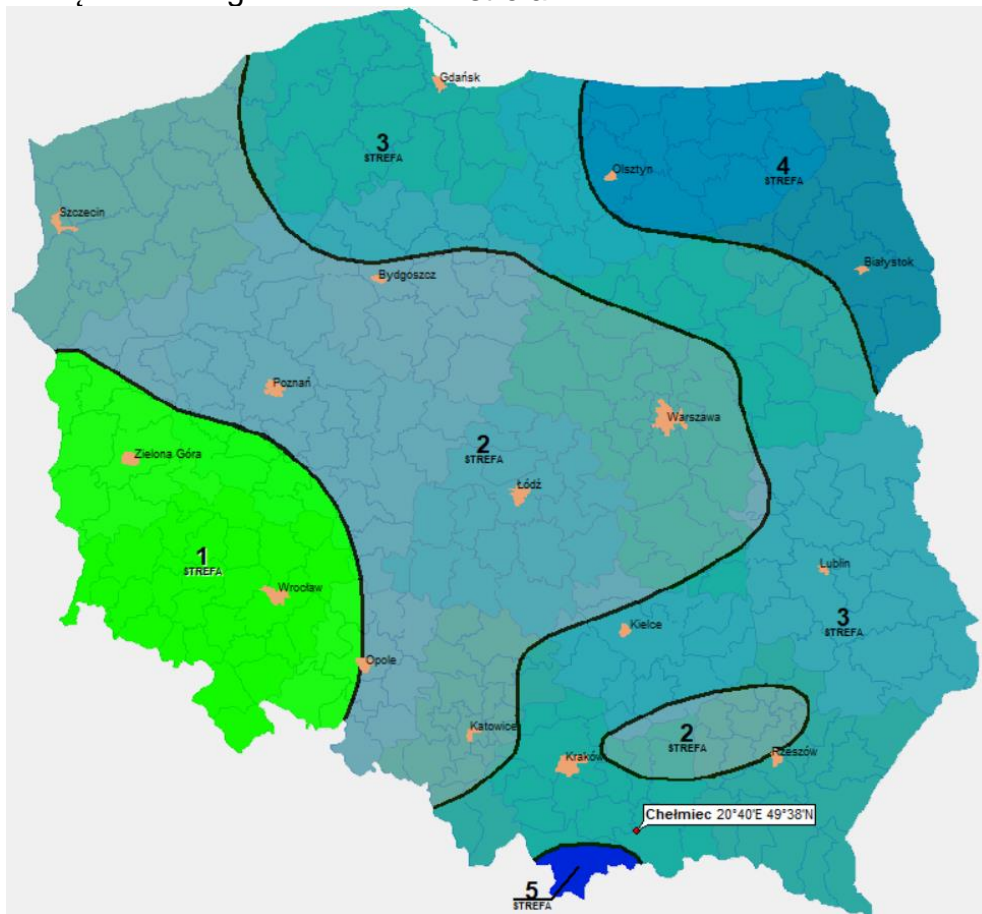 Gdańsk
3
STREFA
4
STREFA
Olsztyn
Szczecin
Białystok
Bydgoszcz
Poznań
Warszawa
2
STREFA
Zielona Góra
Łódź
1
STREFA
Wrocław
Lublin
3
STREFA
Kielce
Opole
Katowice
2
STREFA
Kraków
Rzeszów
Chełmiec 20°40'E 49°38'N
5
STREFA